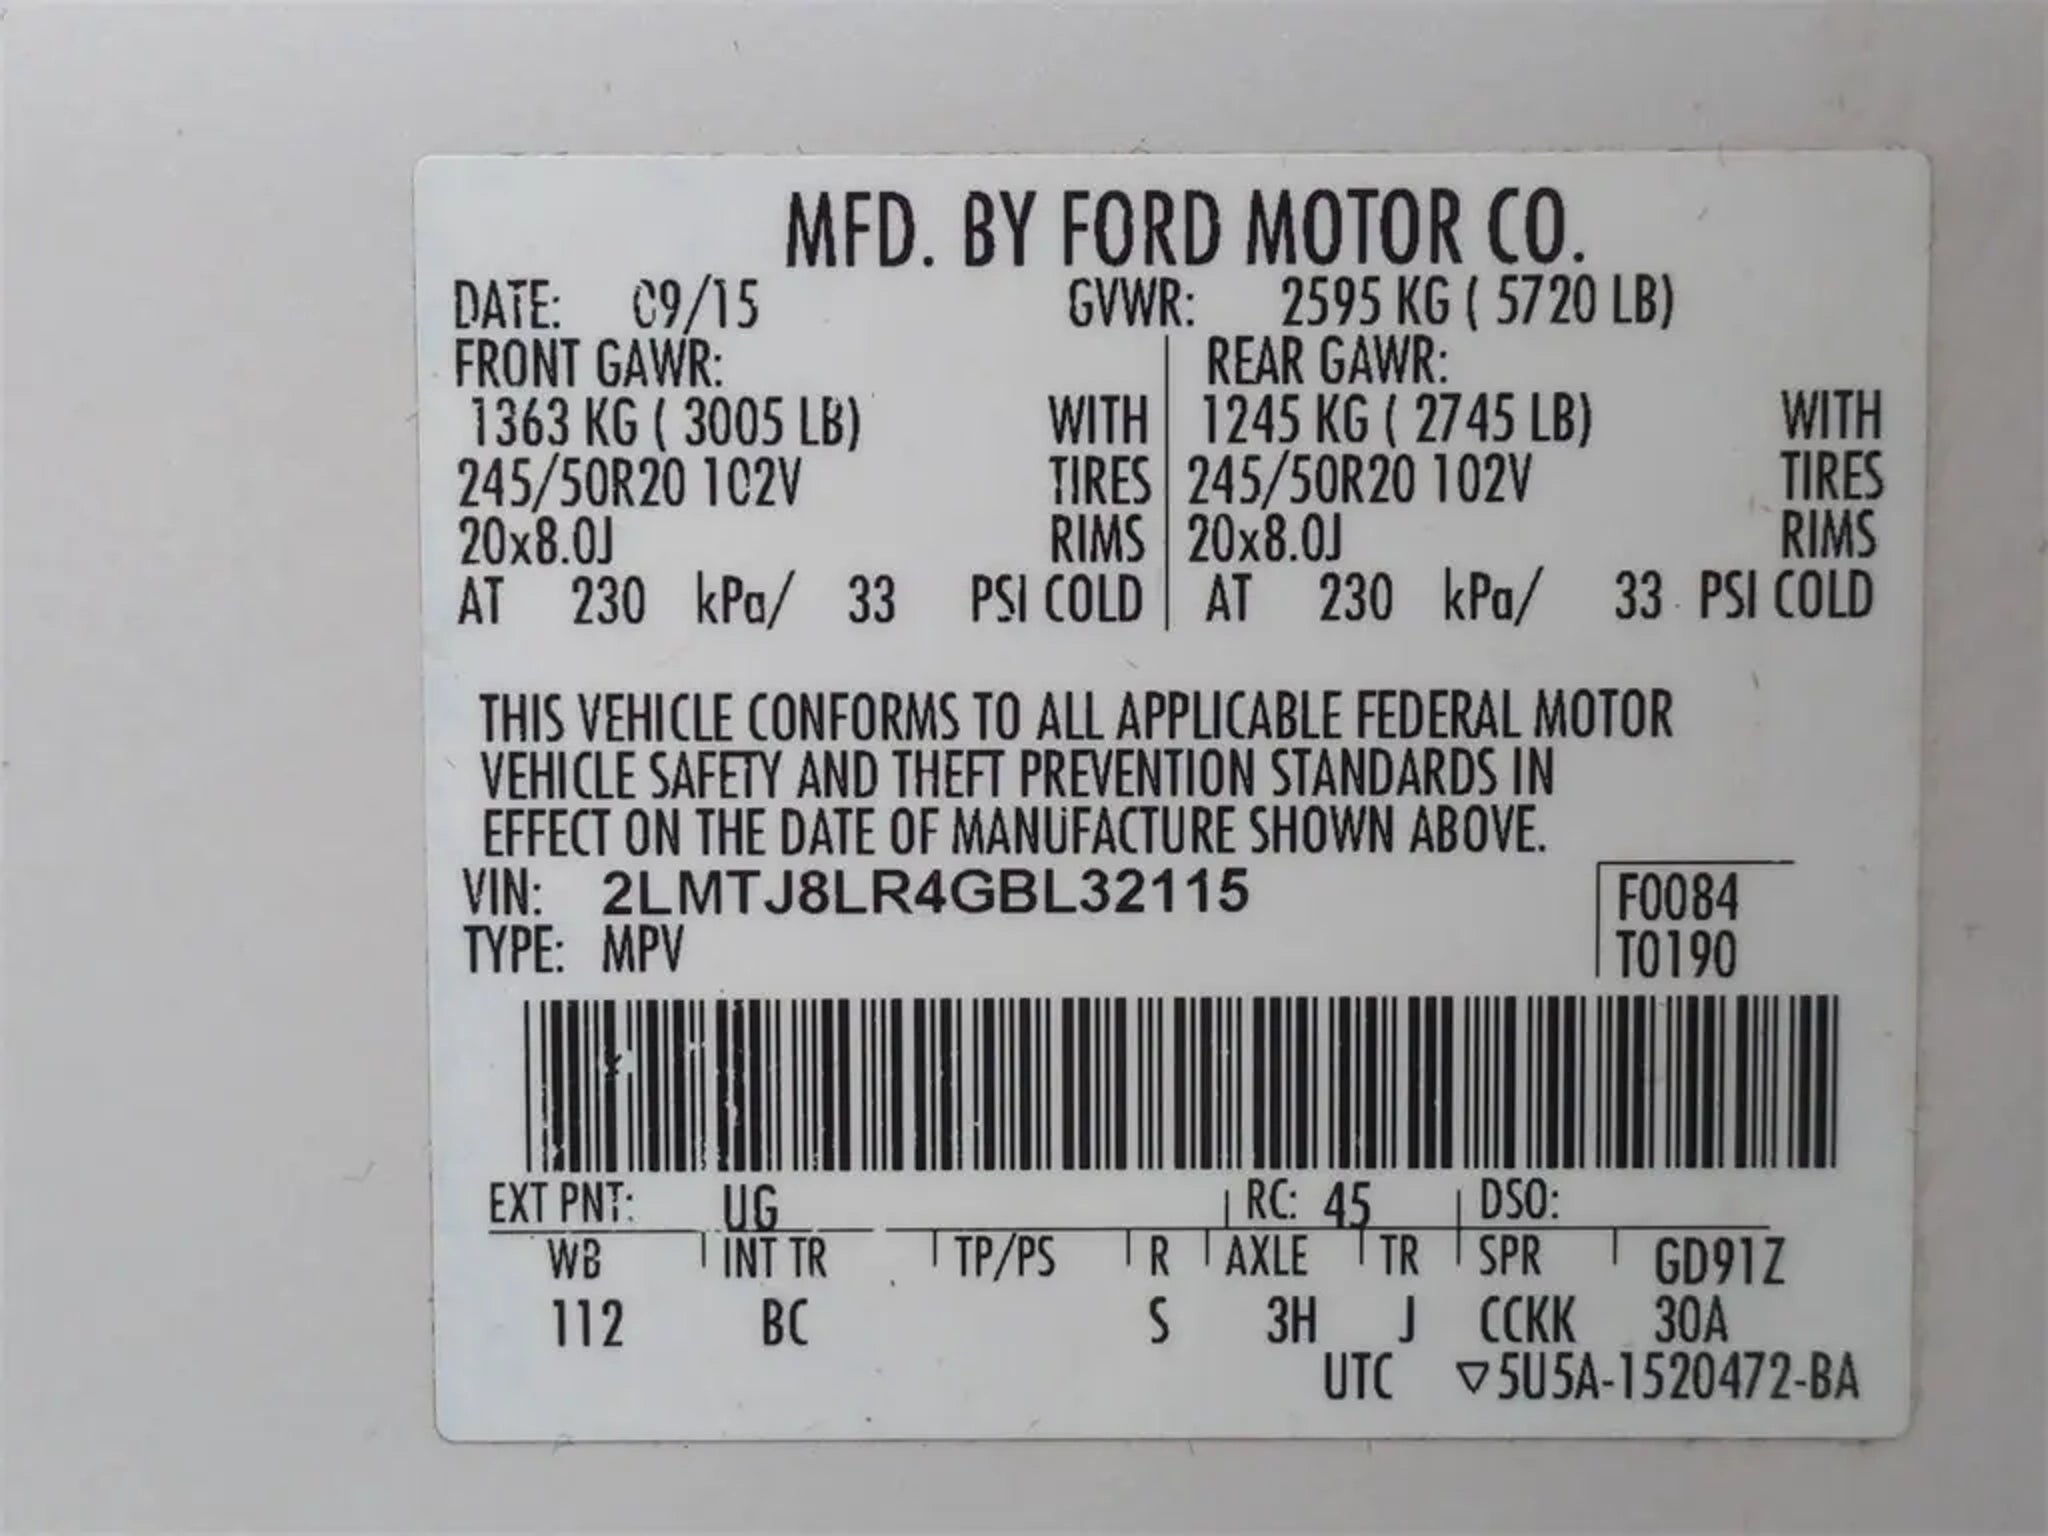 MFD. BY FORD MOTOR CO.
DATE: 09/15 GVWR: 2595 KG ( 5720 LB)
FRONT GAWR: REAR GAWR:
1363 KG ( 3005 LB) WITH 1245 KG ( 2745 LB) WITH
245/50R20 102V TIRES 245/50R20 102V TIRES
20x8.0J RIMS 20x8.0J RIMS
AT 230 kPa/ 33 PSI COLD AT 230 kPa/ 33 PSI COLD
THIS VEHICLE CONFORMS TO ALL APPLICABLE FEDERAL MOTOR
VEHICLE SAFETY AND THEFT PREVENTION STANDARDS IN
EFFECT ON THE DATE OF MANUFACTURE SHOWN ABOVE.
VIN: 2LMTJ8LR4GBL32115 F0084
TYPE: MPV T0190
EXT PNT: UG RC: 45 DSO:
WB INT TR TP/PS R AXLE TR SPR GD91Z
112 BC S 3H J CCKK 30A
UTC ▽5U5A-1520472-BA